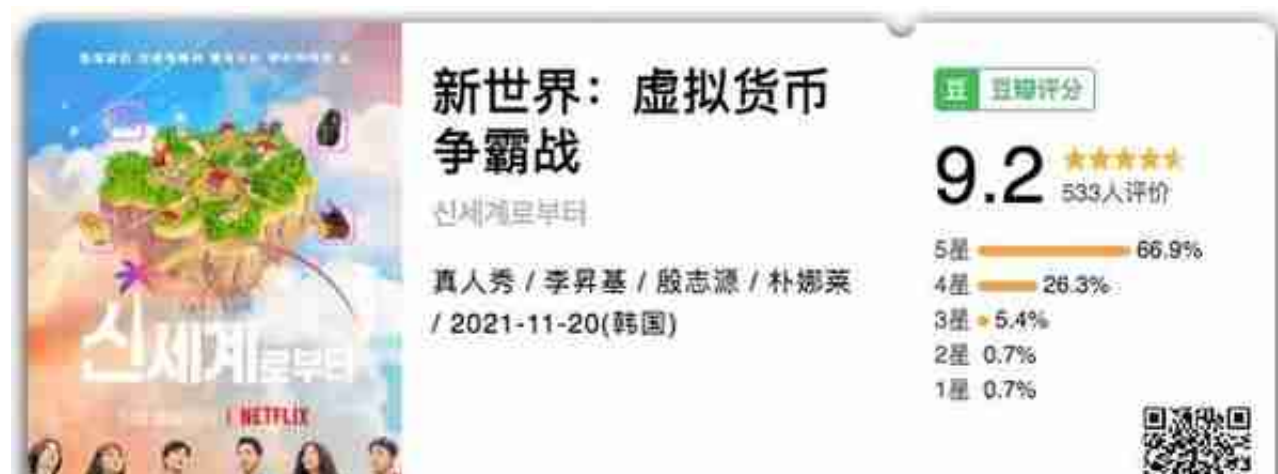 신세계로부터
NETFLIX
新世界：虚拟货币
争霸战
신세계로부터
真人秀 / 李昇基 / 殷志源 / 朴娜莱
/ 2021-11-20(韩国)
豆 豆瓣评分
9.2
533人评价
5星 66.9%
4星 26.3%
3星 5.4%
2星 0.7%
1星 0.7%